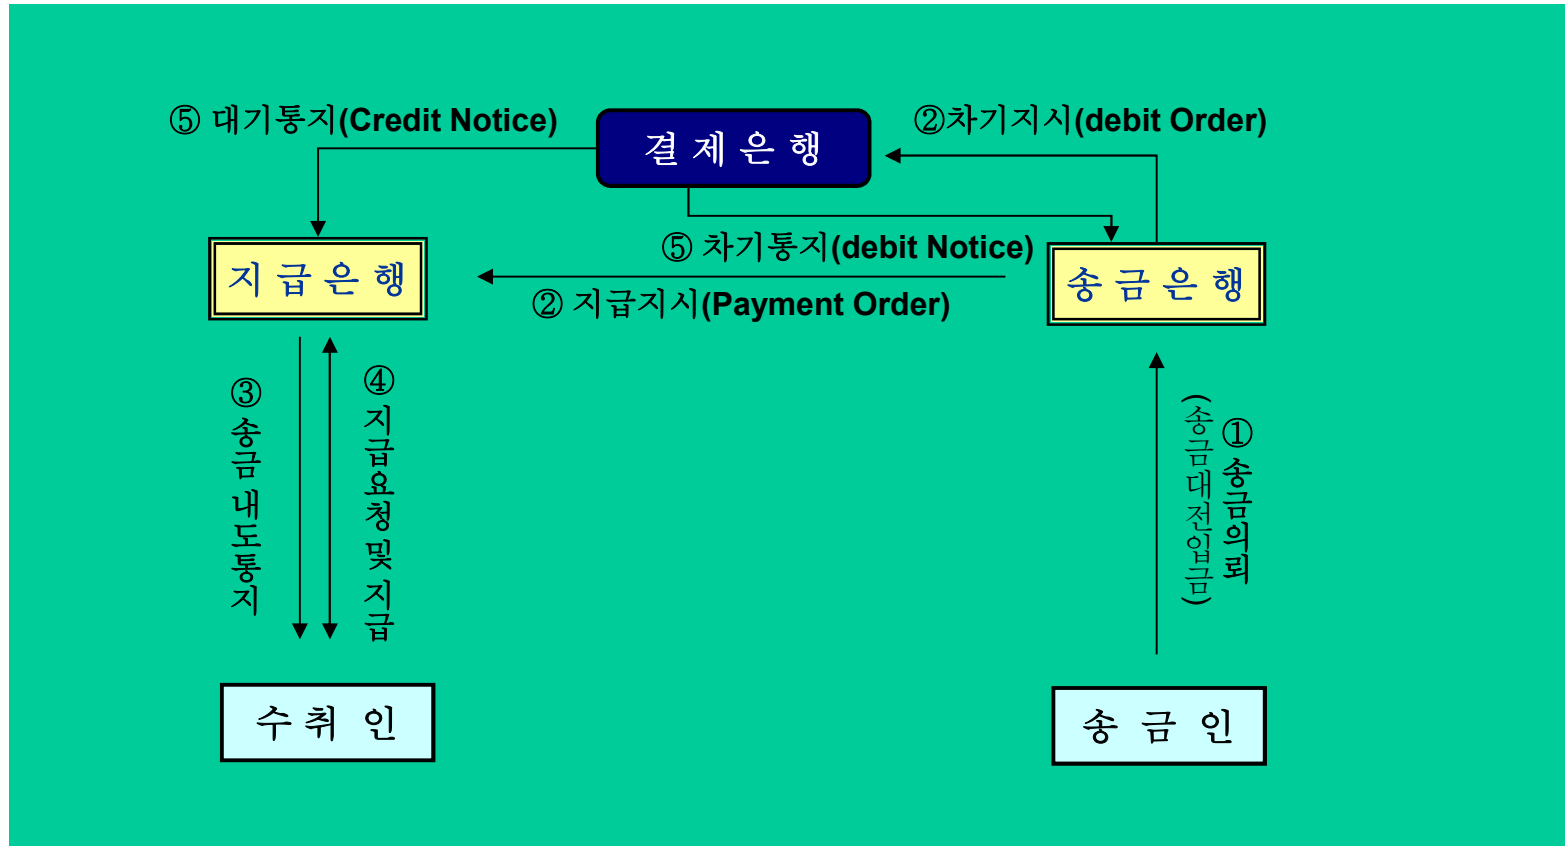 ⑤ 대기통지(Credit Notice)
결 제 은 행
②차기지시(debit Order)
⑤ 차기통지(debit Notice)
지 급 은 행
송 금 은 행
② 지급지시(Payment Order)
③ 송금 내도통지
④ 지급요청 및 지급
(송금대전입금)
① 송금의뢰
수 취 인
송 금 인